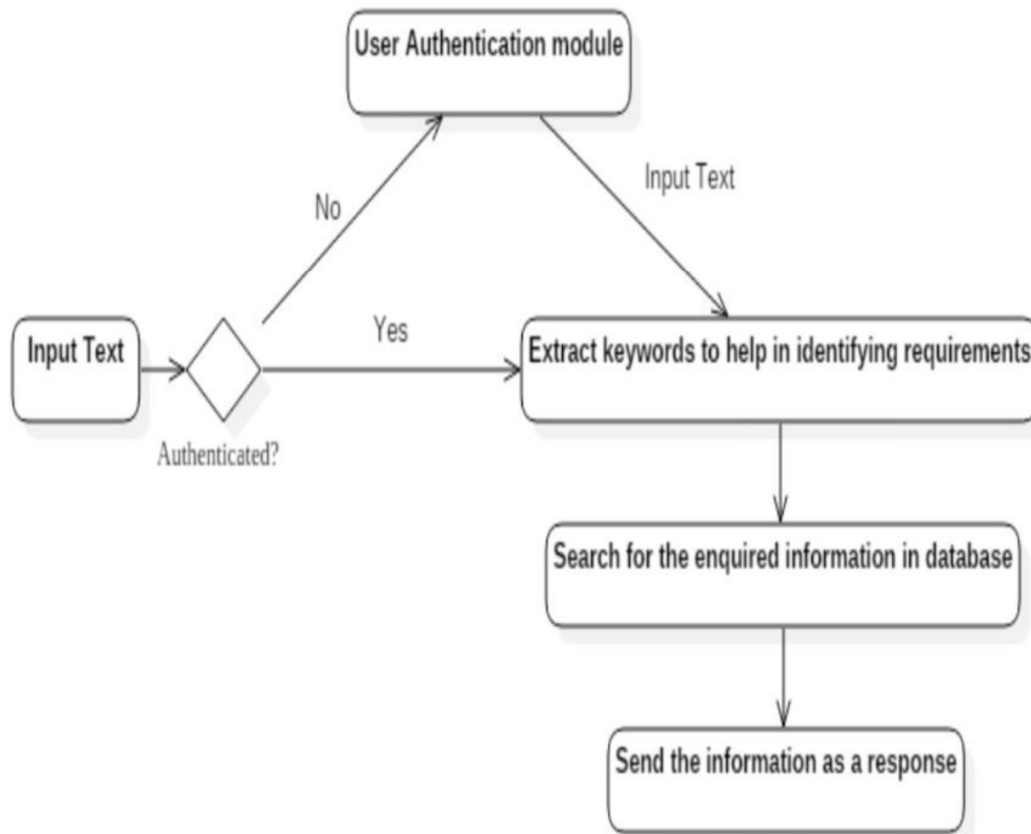 User Authentication module
No
Input Text
Yes
Input Text
Extract keywords to help in identifying requirements
Authenticated?
Search for the enquired information in database
Send the information as a response